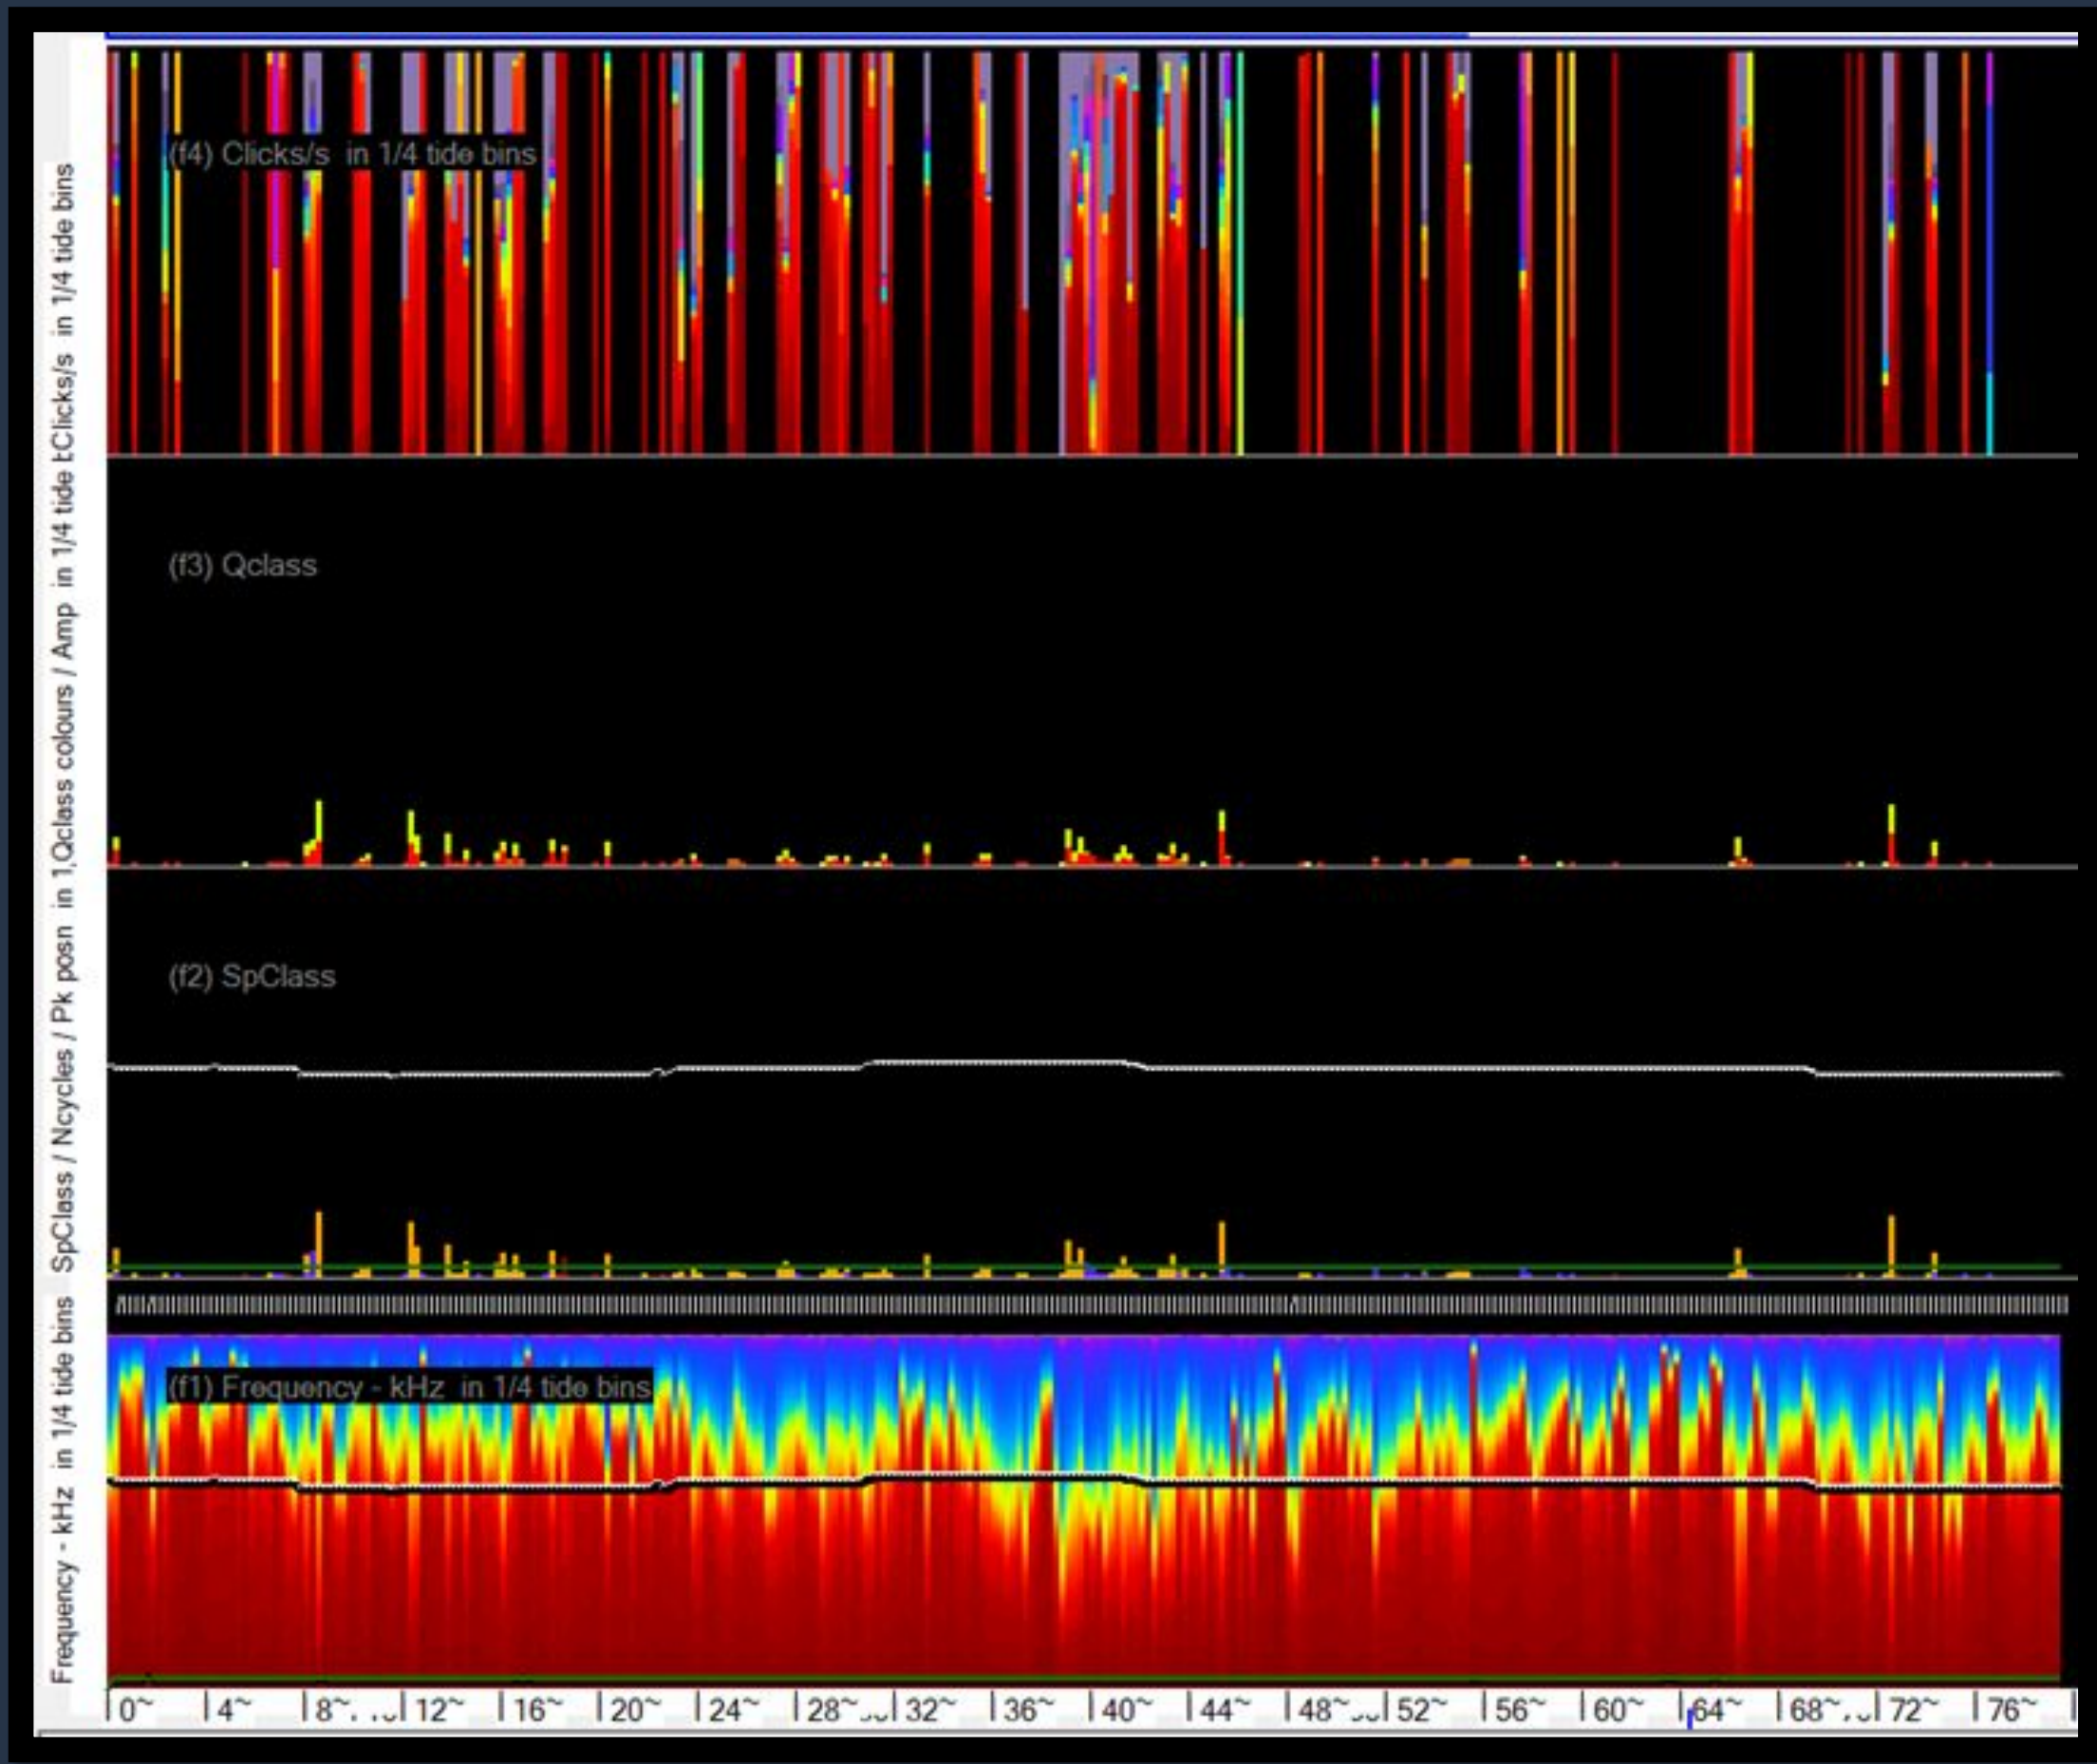 (f4) Clicks/s in 1/4 tide bins
(f3) Qclass
(f2) SpClass
(f1) Frequency - kHz in 1/4 tide bins
Clicks/s in 1/4 tide bins
Qclass colours / Amp in 1/4 tide
SpClass / Ncycles / Pk posn in
Frequency - kHz in 1/4 tide bins
0~ 4~ 8~ 12~ 16~ 20~ 24~ 28~ 32~ 36~ 40~ 44~ 48~ 52~ 56~ 60~ 64~ 68~ 72~ 76~